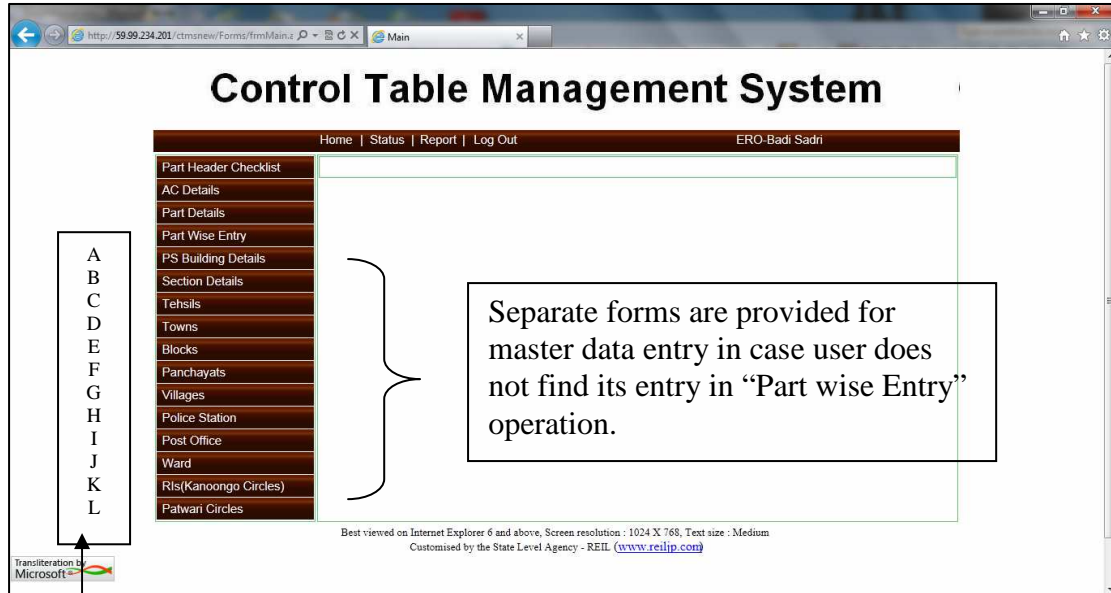 http://59.99.234.201/ctmsnew/Forms/frmMain.a
Main
Control Table Management System
Home | Status | Report | Log Out
ERO-Badi Sadri
Part Header Checklist
AC Details
Part Details
Part Wise Entry
PS Building Details
Section Details
Tehsils
Towns
Blocks
Panchayats
Villages
Police Station
Post Office
Ward
RIs(Kanoongo Circles)
Patwari Circles
A
B
C
D
E
F
G
H
I
J
K
L
Separate forms are provided for
master data entry in case user does
not find its entry in “Part wise Entry”
operation.
Best viewed on Internet Explorer 6 and above, Screen resolution : 1024 X 768, Text size : Medium
Customised by the State Level Agency - REIL (www.reiljp.com)
Transliteration by
Microsoft